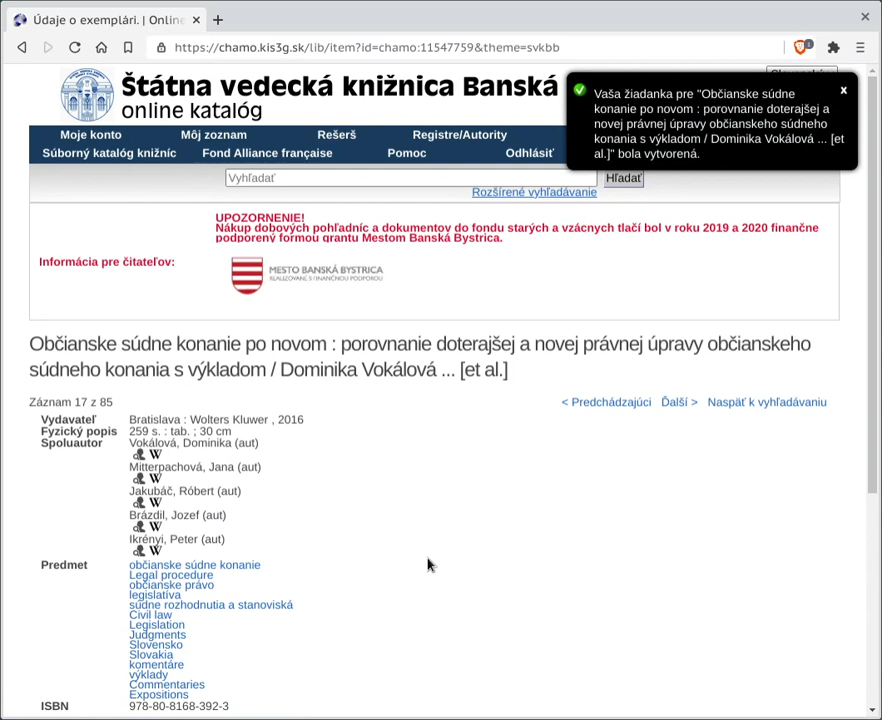 Údaje o exemplári. | Online
https://chamo.kis3g.sk/lib/item?id=chamo:11547759&theme=svkbb
Štátna vedecká knižnica Banská
online katalóg
Vaša žiadanka pre "Občianske súdne
konanie po novom : porovnanie doterajšej a
novej právnej úpravy občianskeho súdneho
konania s výkladom / Dominika Vokálová ... [et
al.]" bola vytvorená.
x
Moje konto Môj zoznam Rešerš Registre/Autority
Súborný katalóg knižníc Fond Alliance française Pomoc Odhlásiť
Vyhľadať Hľadať
Rozšírené vyhľadávanie
UPOZORNENIE!
Nákup dobových pohľadníc a dokumentov do fondu starých a vzácnych tlačí bol v roku 2019 a 2020 finančne
podporený formou grantu Mestom Banská Bystrica.
Informácia pre čitateľov:
MESTO BANSKÁ BYSTRICA
REALIZOVANÉ S FINANČNOU PODPOROU
Občianske súdne konanie po novom : porovnanie doterajšej a novej právnej úpravy občianskeho
súdneho konania s výkladom / Dominika Vokálová ... [et al.]
Záznam 17 z 85 < Predchádzajúci Ďalší > Naspäť k vyhľadávaniu
Vydavateľ Bratislava : Wolters Kluwer , 2016
Fyzický popis 259 s. : tab. ; 30 cm
Spoluautor Vokálová, Dominika (aut)
W
Mitterpachová, Jana (aut)
W
Jakubáč, Róbert (aut)
W
Brázdil, Jozef (aut)
W
Ikrényi, Peter (aut)
W
Predmet občianske súdne konanie
Legal procedure
občianske právo
legislatíva
súdne rozhodnutia a stanoviská
Civil law
Legislation
Judgments
Slovensko
Slovakia
komentáre
výklady
Commentaries
Expositions
ISBN 978-80-8168-392-3